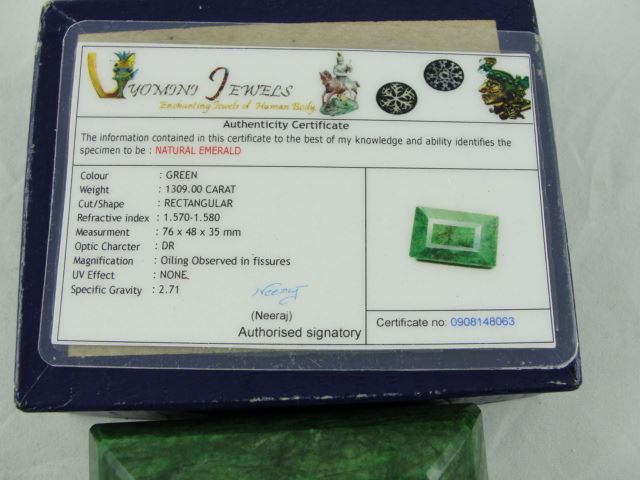 Vyomini Jewels
Enchanting Jewels of Human Body
Authenticity Certificate
The information contained in this certificate to the best of my knowledge and ability identifies the
specimen to be : NATURAL EMERALD
Colour : GREEN
Weight : 1309.00 CARAT
Cut/Shape : RECTANGULAR
Refractive index : 1.570-1.580
Measurment : 76 x 48 x 35 mm
Optic Charcter : DR
Magnification : Oiling Observed in fissures
UV Effect : NONE
Specific Gravity : 2.71
Neeraj
(Neeraj)
Authorised signatory
Certificate no: 0908148063